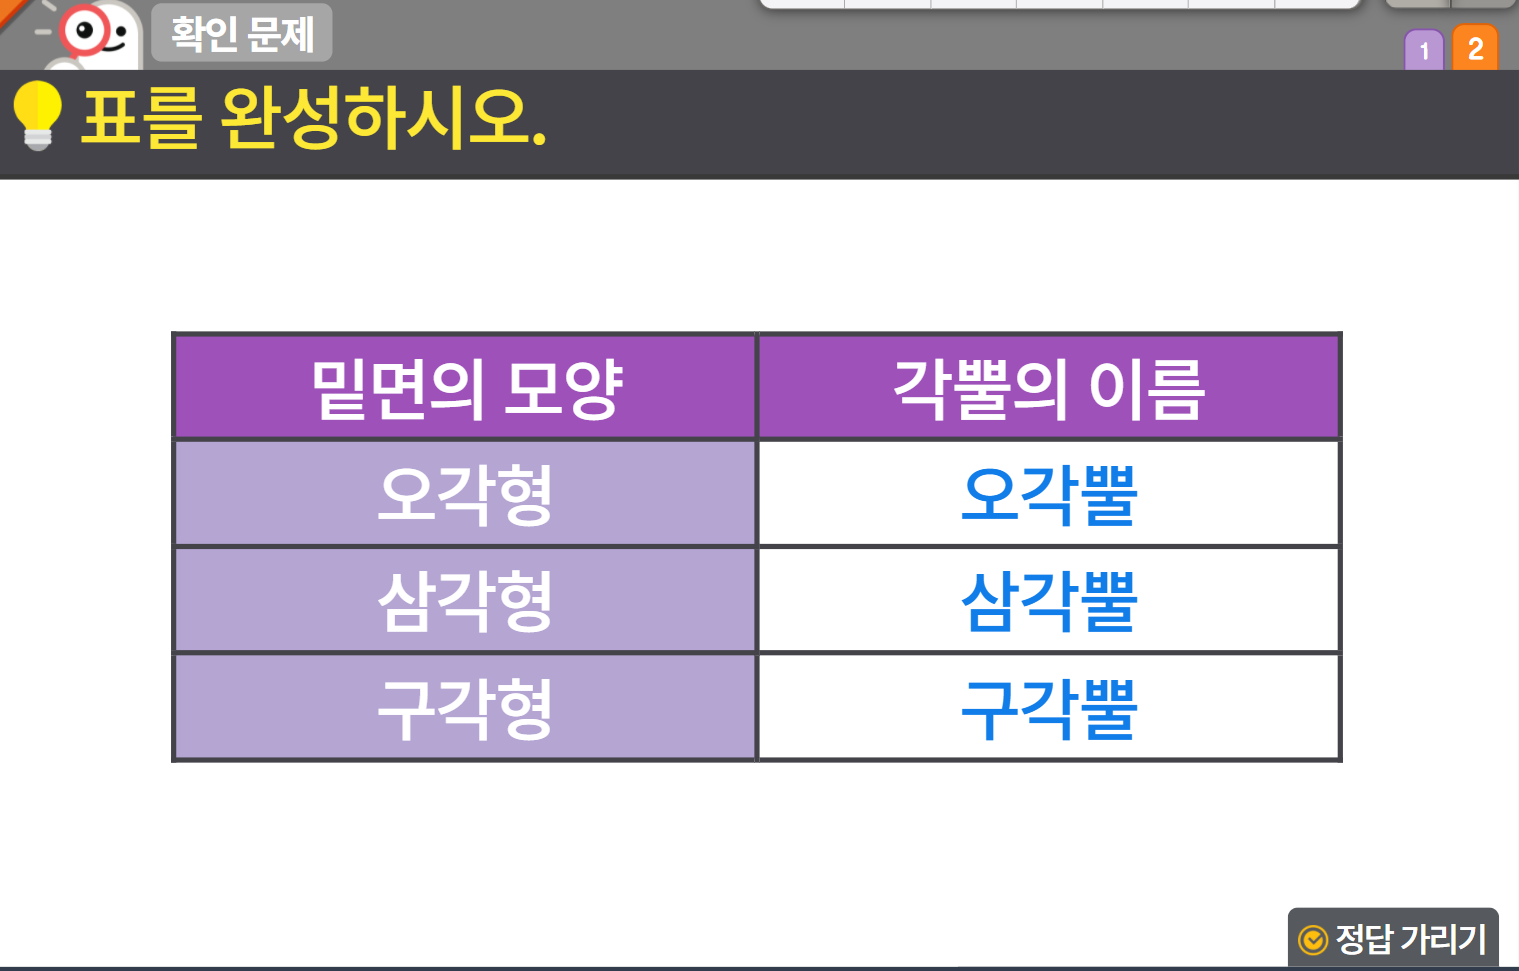 확인 문제
1 2
표를 완성하시오.
밑면의 모양 각뿔의 이름
오각형 오각뿔
삼각형 삼각뿔
구각형 구각뿔
정답 가리기